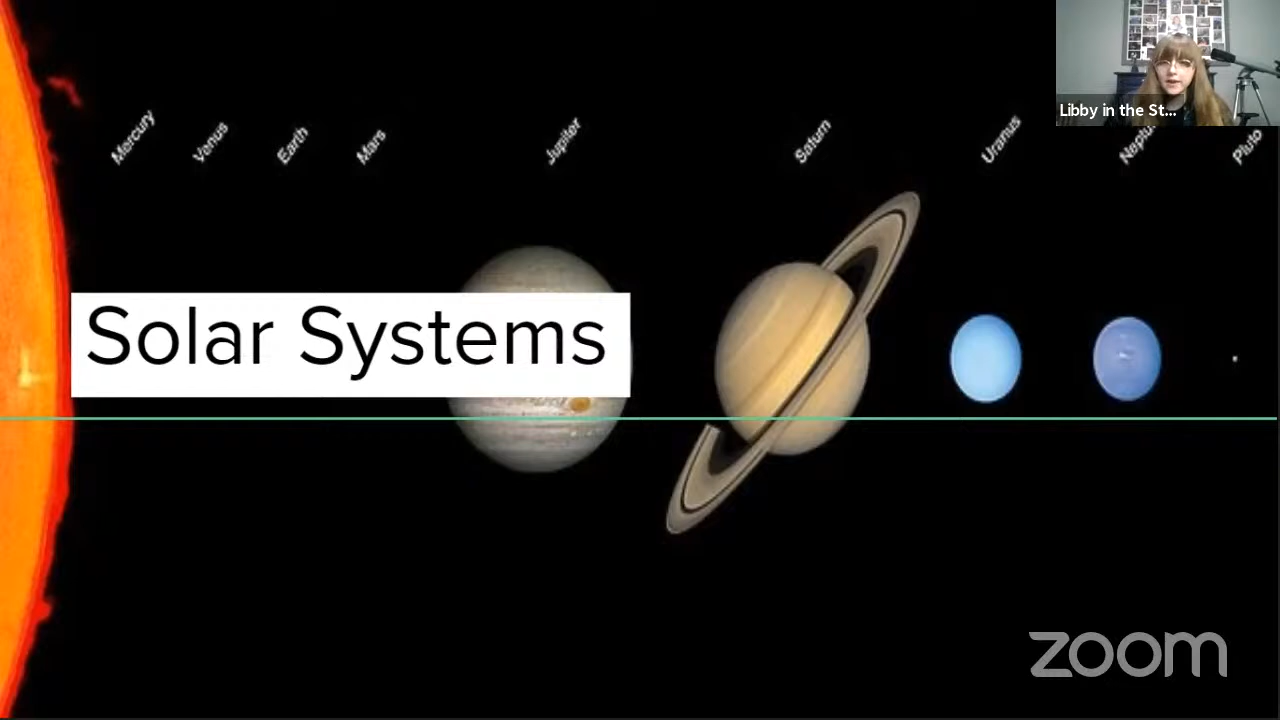 Libby in the St...
Mercury
Venus
Earth
Mars
Jupiter
Saturn
Uranus
Pluto
Solar Systems
zoom